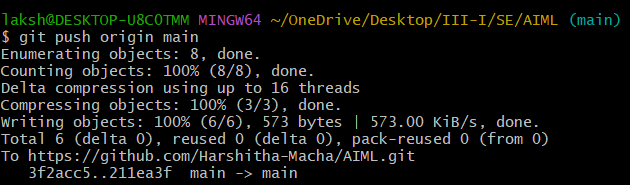 laksh@DESKTOP-U8C0TMM MINGW64 ~/OneDrive/Desktop/III-I/SE/AIML (main)
$ git push origin main
Enumerating objects: 8, done.
Counting objects: 100% (8/8), done.
Delta compression using up to 16 threads
Compressing objects: 100% (3/3), done.
Writing objects: 100% (6/6), 573 bytes | 573.00 KiB/s, done.
Total 6 (delta 0), reused 0 (delta 0), pack-reused 0 (from 0)
To https://github.com/Harshitha-Macha/AIML.git
   3f2acc5..211ea3f  main -> main